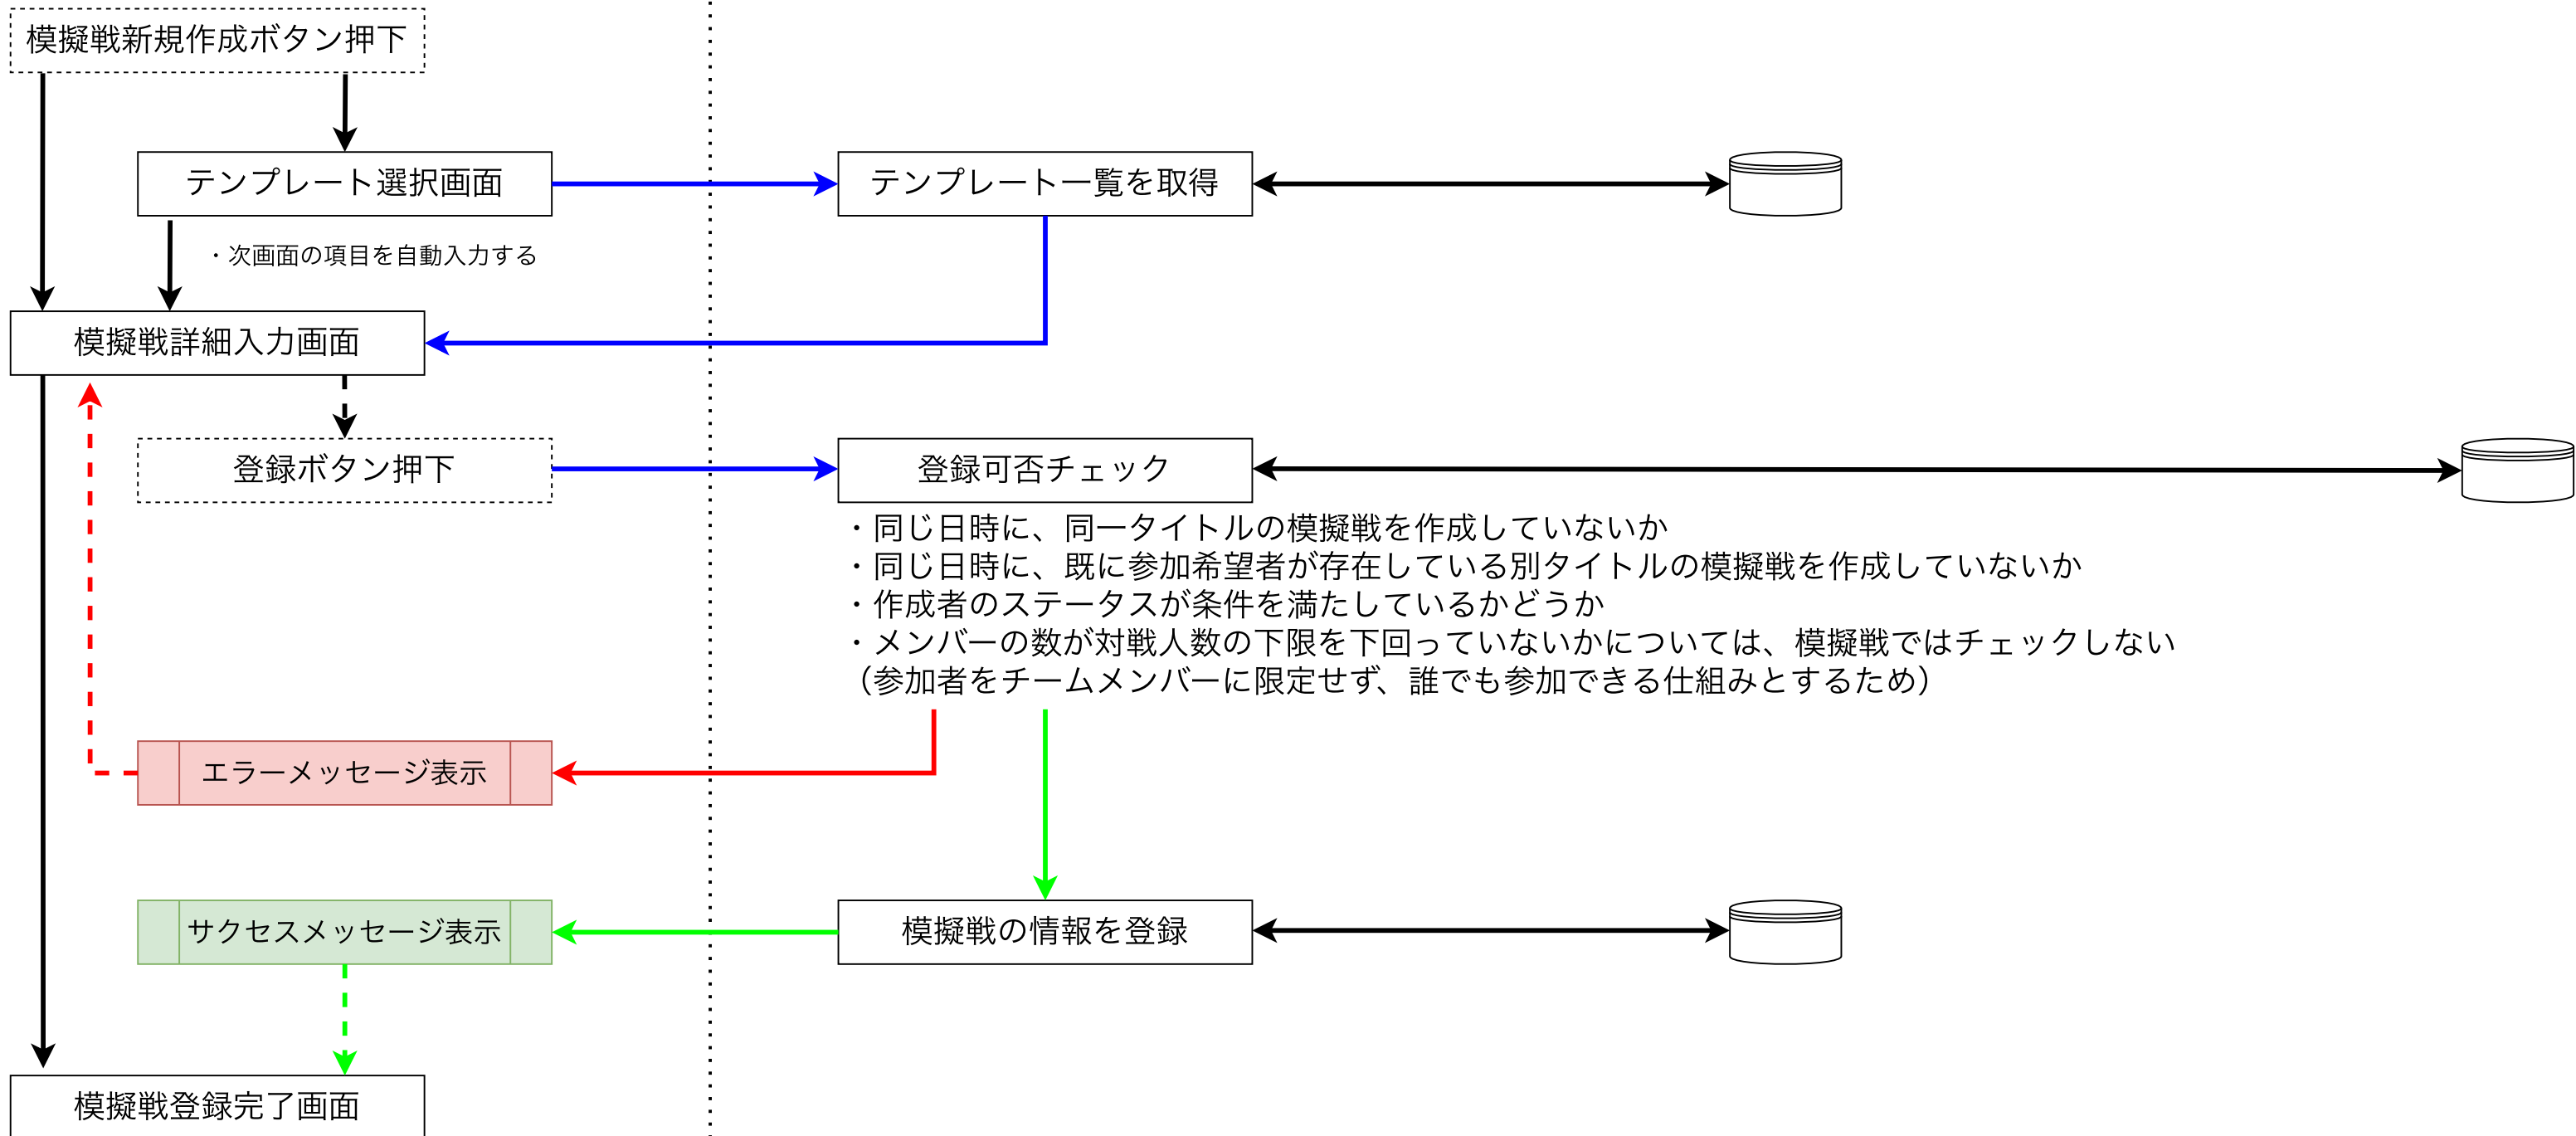 模擬戦新規作成ボタン押下
テンプレート選択画面
テンプレート一覧を取得
・次画面の項目を自動入力する
模擬戦詳細入力画面
登録ボタン押下
登録可否チェック
・同じ日時に、同一タイトルの模擬戦を作成していないか
・同じ日時に、既に参加希望者が存在している別タイトルの模擬戦を作成していないか
・作成者のステータスが条件を満たしているかどうか
・メンバーの数が対戦人数の下限を下回っていないかについては、模擬戦ではチェックしない
（参加者をチームメンバーに限定せず、誰でも参加できる仕組みとするため）
エラーメッセージ表示
サクセスメッセージ表示
模擬戦の情報を登録
模擬戦登録完了画面